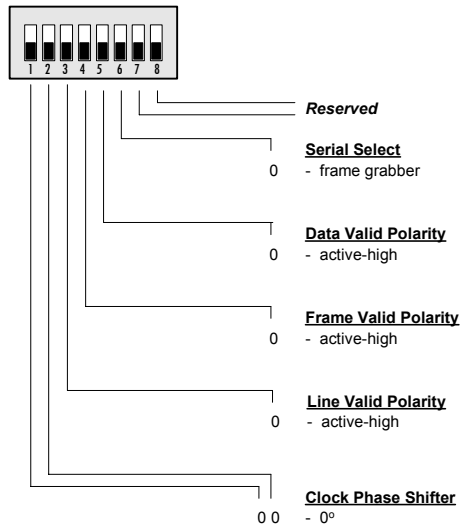 1 2 3 4 5 6 7 8
Reserved
Serial Select
0 - frame grabber
Data Valid Polarity
0 - active-high
Frame Valid Polarity
0 - active-high
Line Valid Polarity
0 - active-high
Clock Phase Shifter
0 0 - 0º